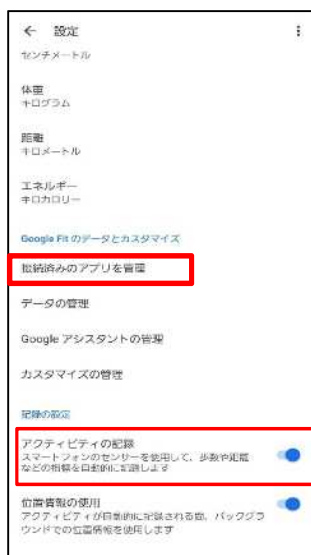 ← 設定
センチメートル
体重
キログラム
距離
キロメートル
エネルギー
キロカロリー
Google Fit のデータとカスタマイズ
接続済みのアプリを管理
データの管理
Google アシスタントの管理
カスタマイズの管理
記録の設定
アクティビティの記録
スマートフォンのセンサーを使用して、歩数や距離
などの指標を自動的に記録します
位置情報の使用
アクティビティが自動的に記録される間、バックグラ
ウンドでの位置情報を使用します